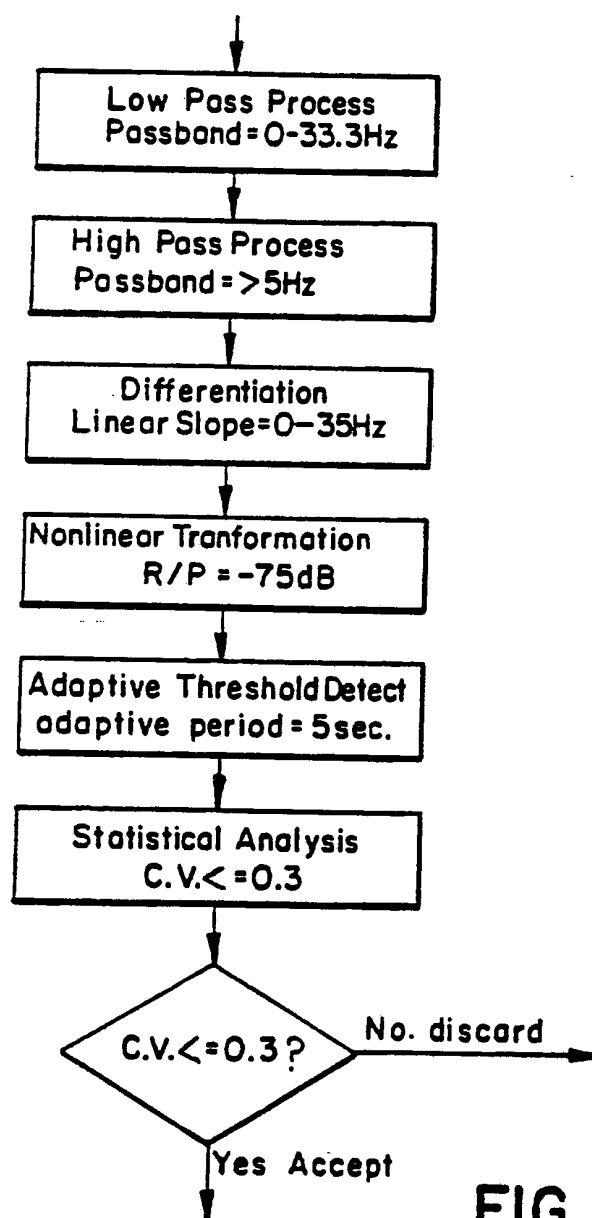 Low Pass Process
Passband=0-33.3Hz
High Pass Process
Passband=>5Hz
Differentiation
Linear Slope=0-35Hz
Nonlinear Tranformation
R/P = -75dB
Adaptive Threshold Detect
adaptive period = 5sec.
Statistical Analysis
C.V.<=0.3
C.V.<=0.3?
No. discard
Yes Accept
FIG